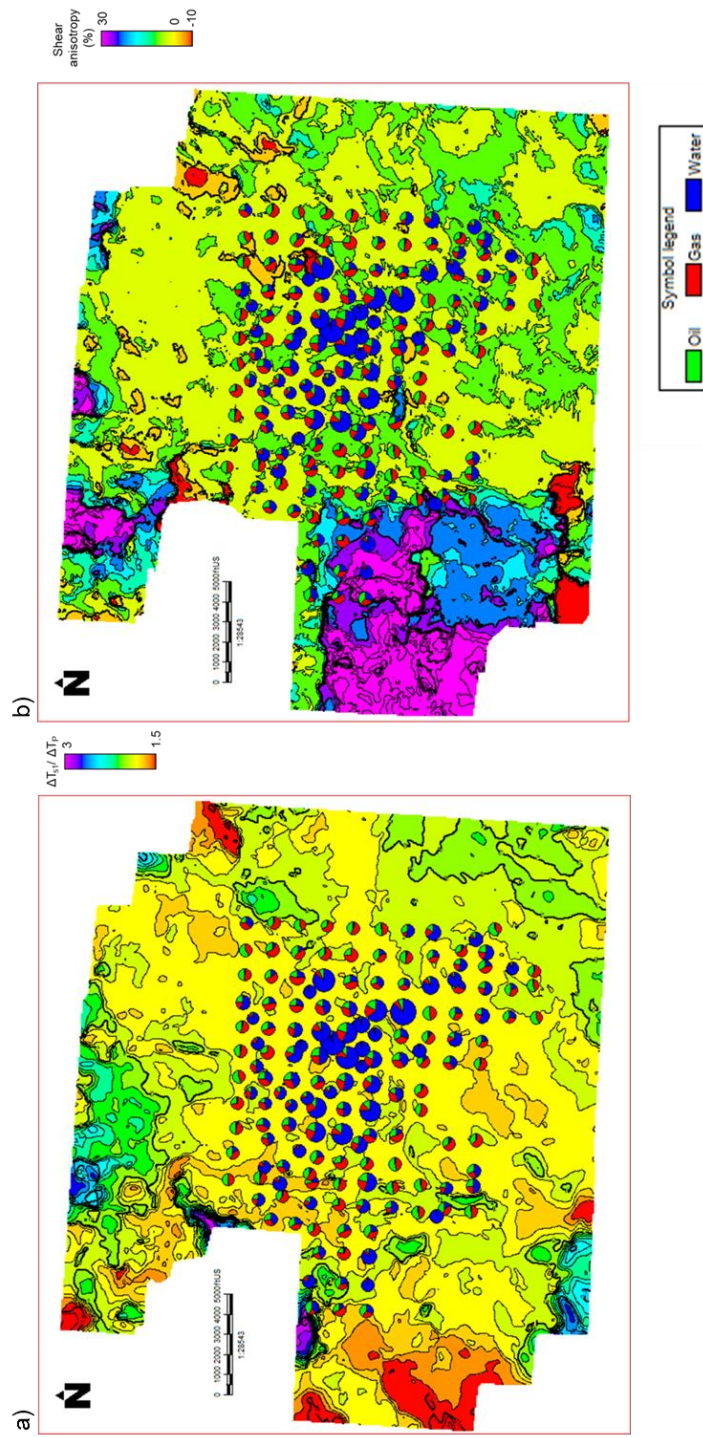 a)
ΔTs1/ ΔTP
3
1.5
N
0 1000 2000 3000 4000 5000ftUS
1:28543
b)
Shear
anisotropy
(%)
30
0
-10
N
0 1000 2000 3000 4000 5000ftUS
1:28543
Symbol legend
Oil Gas Water